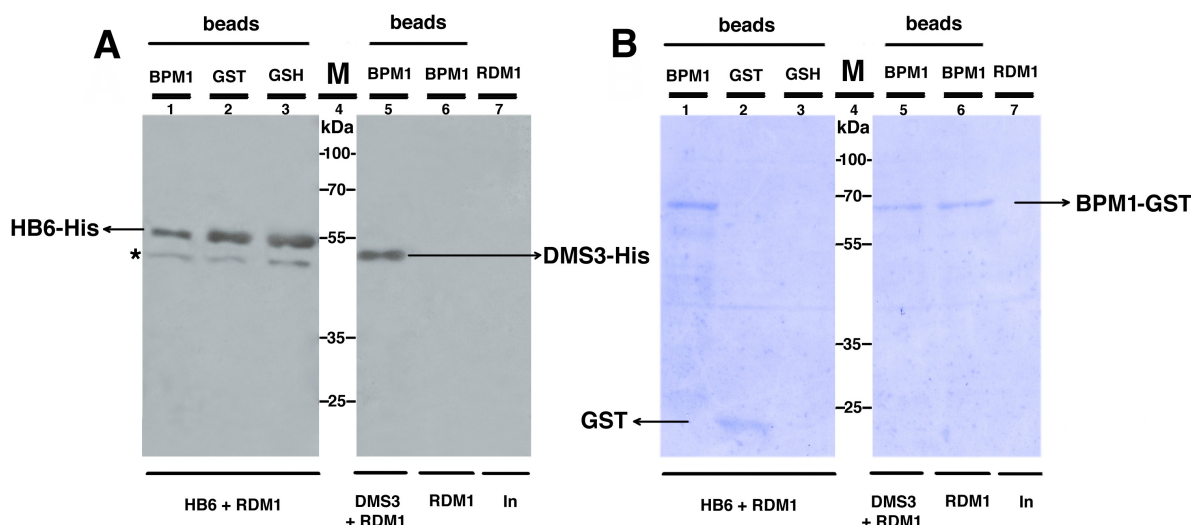 A
beads
beads
BPM1 GST GSH M BPM1 BPM1 RDM1
1 2 3 4 5 6 7
kDa
-100-
-70-
HB6-His
-55-
*
DMS3-His
-35-
-25-
HB6 + RDM1
DMS3
+ RDM1
RDM1
In
B
beads
beads
BPM1 GST GSH M BPM1 BPM1 RDM1
1 2 3 4 5 6 7
kDa
-100-
-70-
BPM1-GST
-55-
-35-
-25-
GST
HB6 + RDM1
DMS3
+ RDM1
RDM1
In